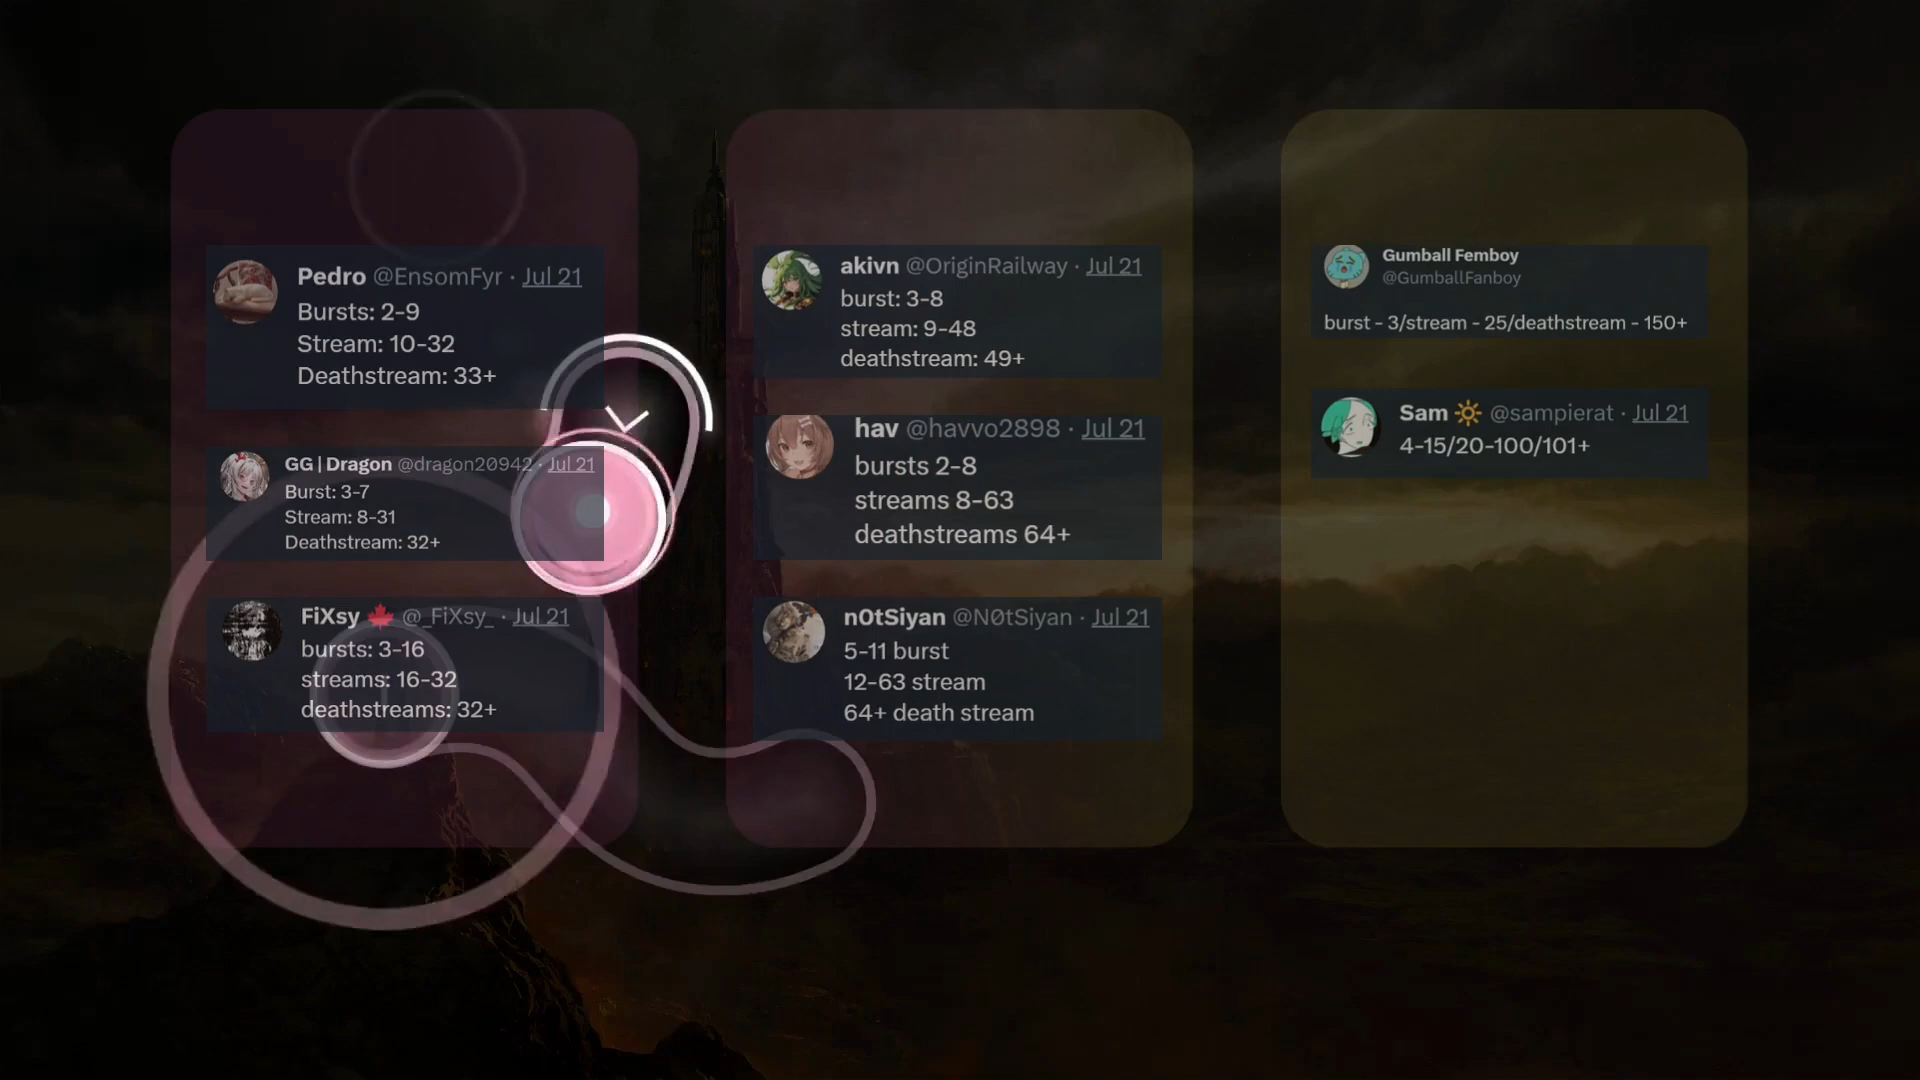 Pedro @EnsomFyr · Jul 21
Bursts: 2-9
Stream: 10-32
Deathstream: 33+
GG | Dragon @dragon20942 · Jul 21
Burst: 3-7
Stream: 8-31
Deathstream: 32+
FiXsy 🍁 @_FiXsy_ · Jul 21
bursts: 3-16
streams: 16-32
deathstreams: 32+
akivn @OriginRailway · Jul 21
burst: 3-8
stream: 9-48
deathstream: 49+
hav @havvo2898 · Jul 21
bursts 2-8
streams 8-63
deathstreams 64+
n0tSiyan @NØtSiyan · Jul 21
5-11 burst
12-63 stream
64+ death stream
Gumball Femboy
@GumballFanboy
burst - 3/stream - 25/deathstream - 150+
Sam 🔆 @sampierat · Jul 21
4-15/20-100/101+